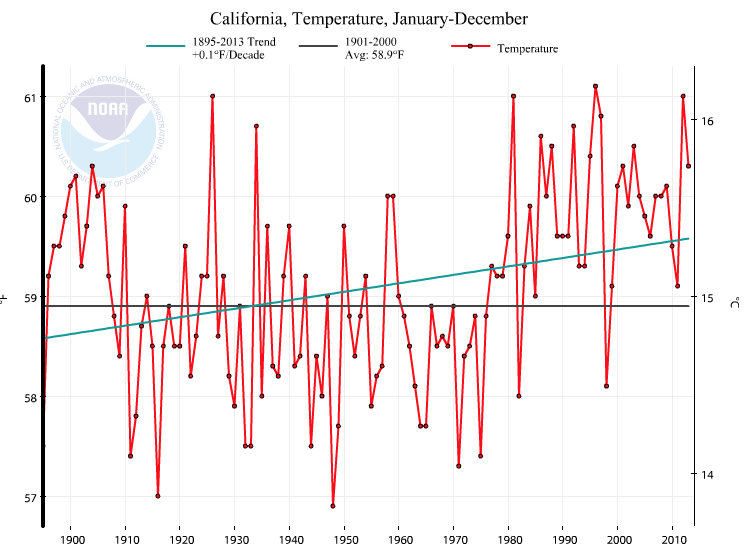 California, Temperature, January-December
1895-2013 Trend
+0.1°F/Decade
1901-2000
Avg: 58.9°F
Temperature
NATIONAL OCEANIC AND ATMOSPHERIC ADMINISTRATION
NOAA
U.S. DEPARTMENT OF COMMERCE
61
60
59
58
57
°F
16
15
14
°C
1900
1910
1920
1930
1940
1950
1960
1970
1980
1990
2000
2010